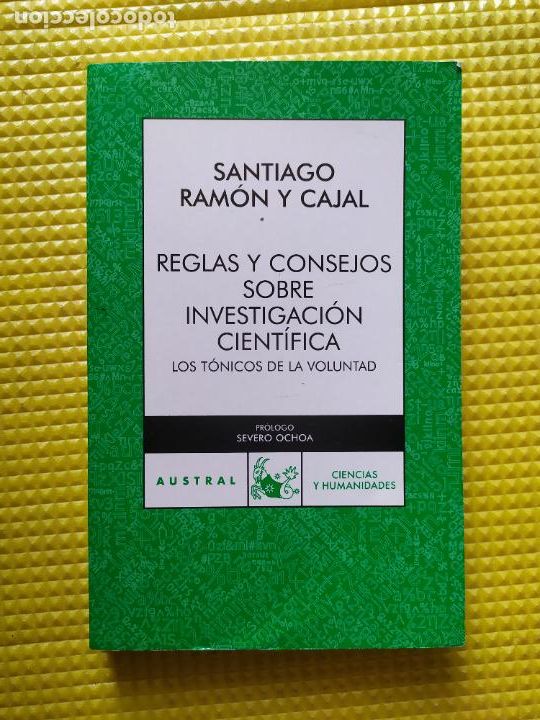 todocoleccion
SANTIAGO
RAMÓN Y CAJAL
REGLAS Y CONSEJOS
SOBRE
INVESTIGACIÓN
CIENTÍFICA
LOS TÓNICOS DE LA VOLUNTAD
PRÓLOGO
SEVERO OCHOA
AUSTRAL
CIENCIAS
Y HUMANIDADES